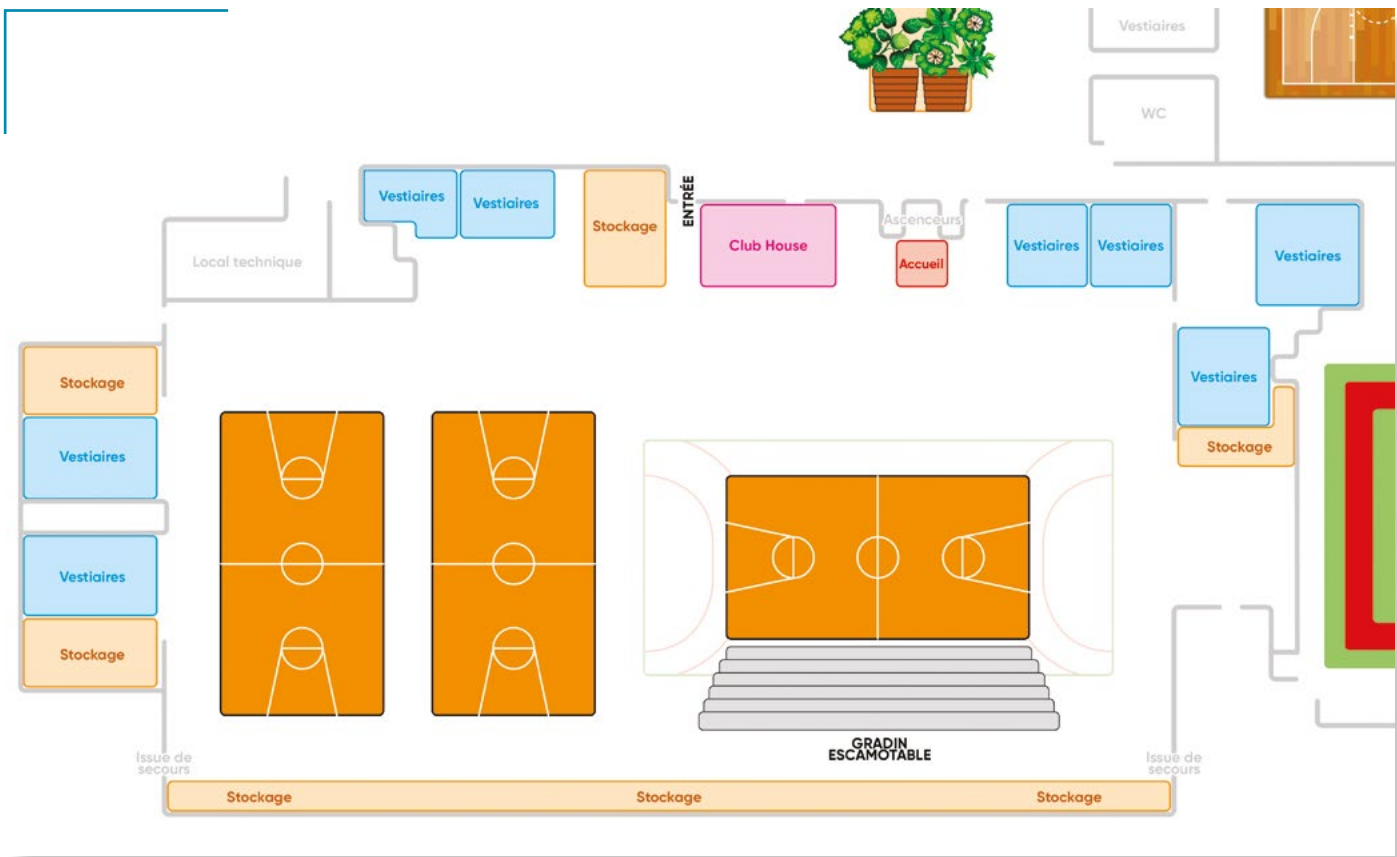 Vestiaires
WC
Vestiaires
Vestiaires
Stockage
ENTRÉE
Club House
Ascenceurs
Accueil
Vestiaires
Vestiaires
Vestiaires
Local technique
Stockage
Vestiaires
Vestiaires
Stockage
Vestiaires
Stockage
GRADIN
ESCAMOTABLE
Issue de
secours
Issue de
secours
Stockage
Stockage
Stockage